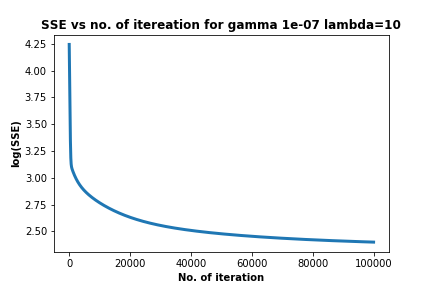 SSE vs no. of itereation for gamma 1e-07 lambda=10
4.25
4.00
3.75
3.50
3.25
3.00
2.75
2.50
log(SSE)
0 20000 40000 60000 80000 100000
No. of iteration